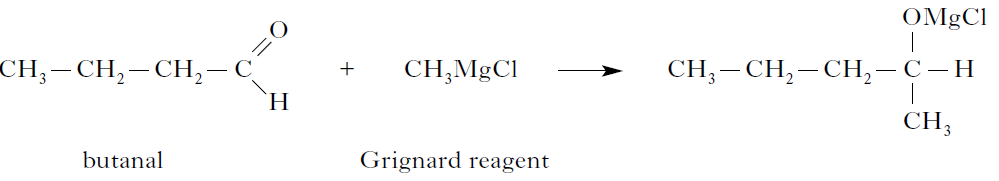 O OMgCl
CH₃—CH₂—CH₂—C + CH₃MgCl CH₃—CH₂—CH₂—C—H
H CH₃
butanal Grignard reagent